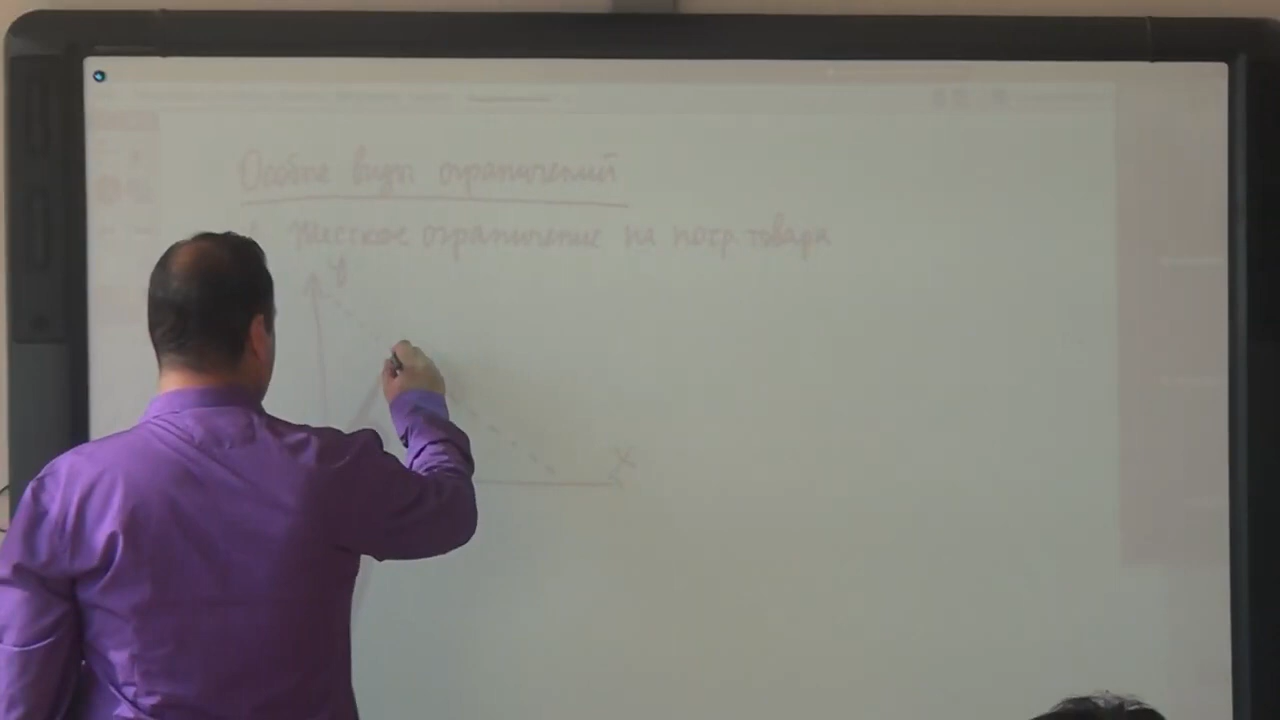 Особые виды ограничений
Жесткое ограничение на потр. товара
y
x